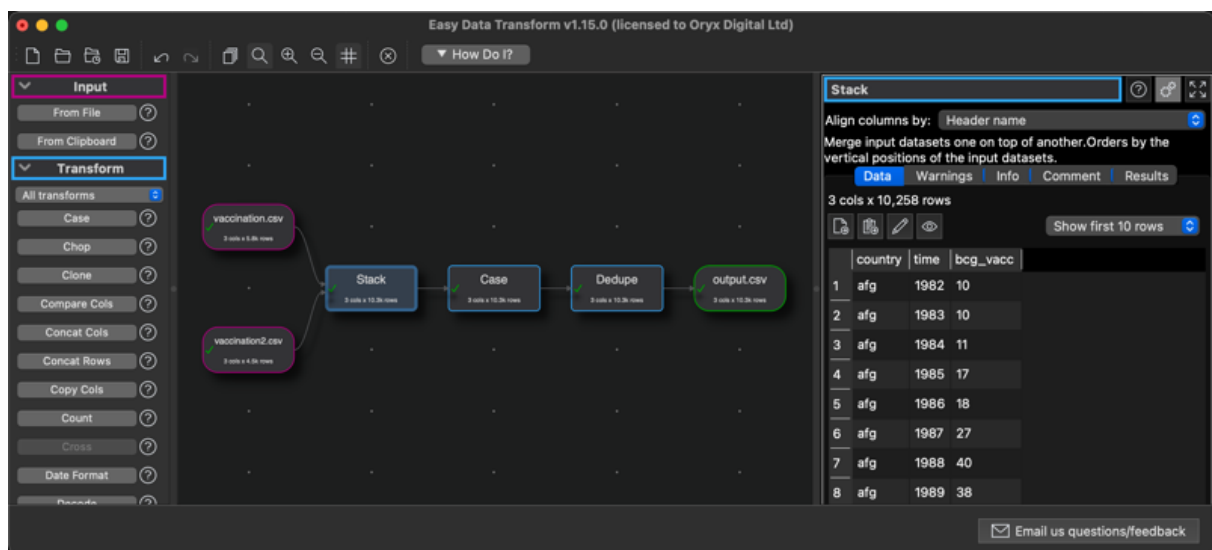 Easy Data Transform v1.15.0 (licensed to Oryx Digital Ltd)
How Do I?
Input
From File
From Clipboard
Transform
All transforms
Case
Chop
Clone
Compare Cols
Concat Cols
Concat Rows
Copy Cols
Count
Cross
Date Format
Decode
vaccination.csv
3 cols x 5.8k rows
vaccination2.csv
3 cols x 4.5k rows
Stack
3 cols x 10.3k rows
Case
3 cols x 10.3k rows
Dedupe
3 cols x 10.3k rows
output.csv
3 cols x 10.3k rows
Stack
Align columns by: Header name
Merge input datasets one on top of another.Orders by the
vertical positions of the input datasets.
Data Warnings Info Comment Results
3 cols x 10,258 rows
Show first 10 rows
country time bcg_vacc
1 afg 1982 10
2 afg 1983 10
3 afg 1984 11
4 afg 1985 17
5 afg 1986 18
6 afg 1987 27
7 afg 1988 40
8 afg 1989 38
Email us questions/feedback